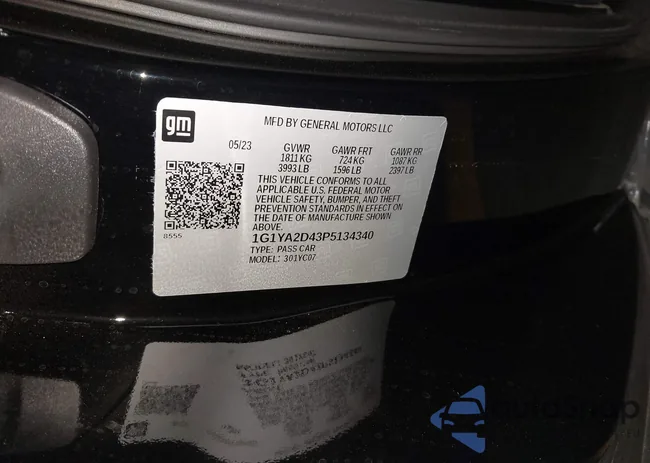 gm
MFD BY GENERAL MOTORS LLC
05/23 GVWR GAWR FRT GAWR RR
1811 KG 724 KG 1087 KG
3993 LB 1596 LB 2397 LB
THIS VEHICLE CONFORMS TO ALL
APPLICABLE U.S. FEDERAL MOTOR
VEHICLE SAFETY, BUMPER, AND THEFT
PREVENTION STANDARDS IN EFFECT ON
THE DATE OF MANUFACTURE SHOWN
ABOVE.
8555
1G1YA2D43P5134340
TYPE: PASS CAR
MODEL: 301YC07